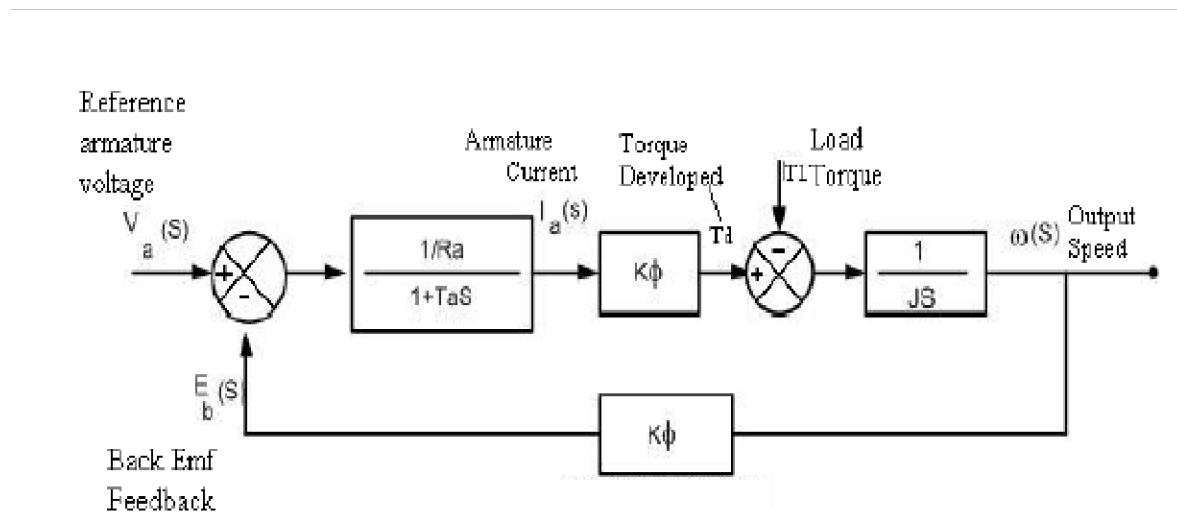 Reference
armature
voltage
V a (S)
+
-
1/Ra
1+TaS
Armature
Current
I a (s)
Kϕ
Torque
Developed
Td
Load
Tl Torque
-
+
1
JS
ω(S)
Output
Speed
Kϕ
E b (S)
Back Emf
Feedback